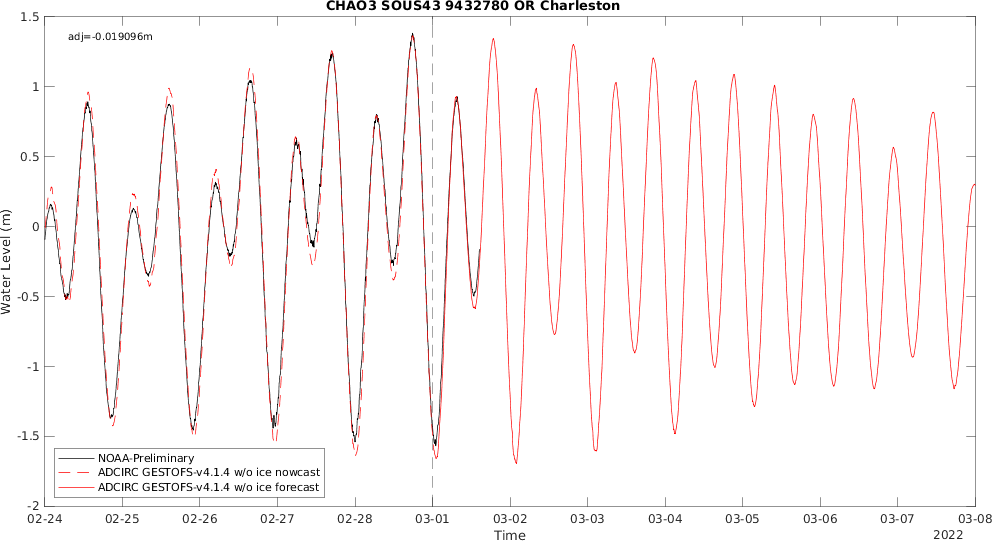 CHAO3 SOUS43 9432780 OR Charleston
adj=-0.019096m
1.5
1
0.5
0
-0.5
-1
-1.5
-2
Water Level (m)
NOAA-Preliminary
ADCIRC GESTOFS-v4.1.4 w/o ice nowcast
ADCIRC GESTOFS-v4.1.4 w/o ice forecast
02-24 02-25 02-26 02-27 02-28 03-01 03-02 03-03 03-04 03-05 03-06 03-07 03-08
Time
2022